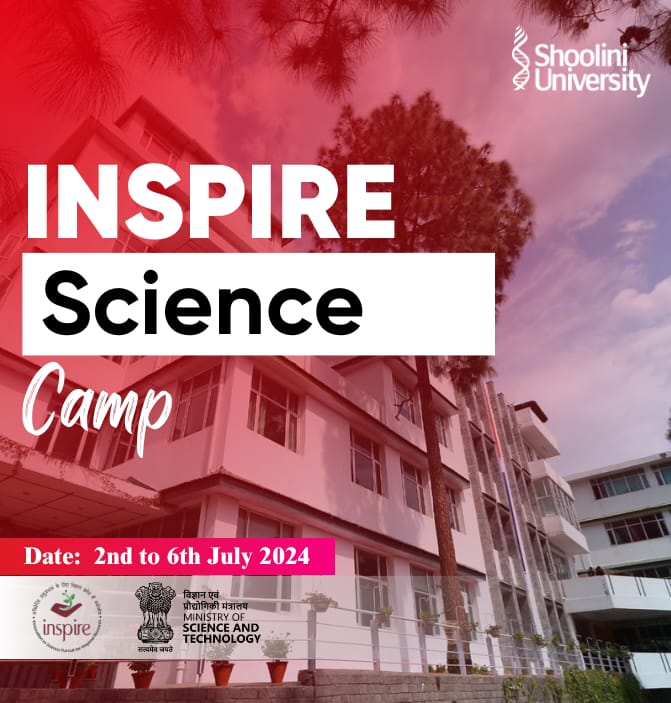 Shoolini
University
INSPIRE
Science
Camp
Date: 2nd to 6th July 2024
inspire
विज्ञान एवं
प्रौद्योगिकी मंत्रालय
MINISTRY OF
SCIENCE AND
TECHNOLOGY
सत्यमेव जयते